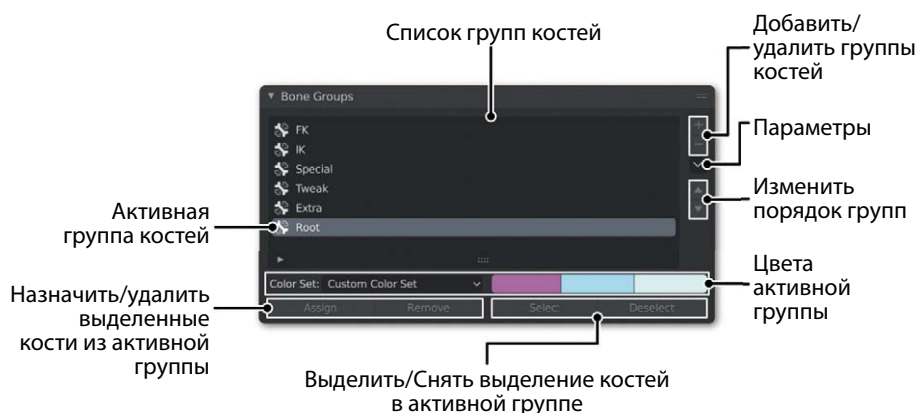 Список групп костей
Добавить/
удалить группы
костей
Bone Groups
FK
IK
Special
Tweak
Extra
Root
Параметры
Изменить
порядок групп
Активная
группа костей
Color Set: Custom Color Set
Цвета
активной
группы
Assign Remove Selec Deselect
Назначить/удалить
выделенные
кости из активной
группы
Выделить/Снять выделение костей
в активной группе